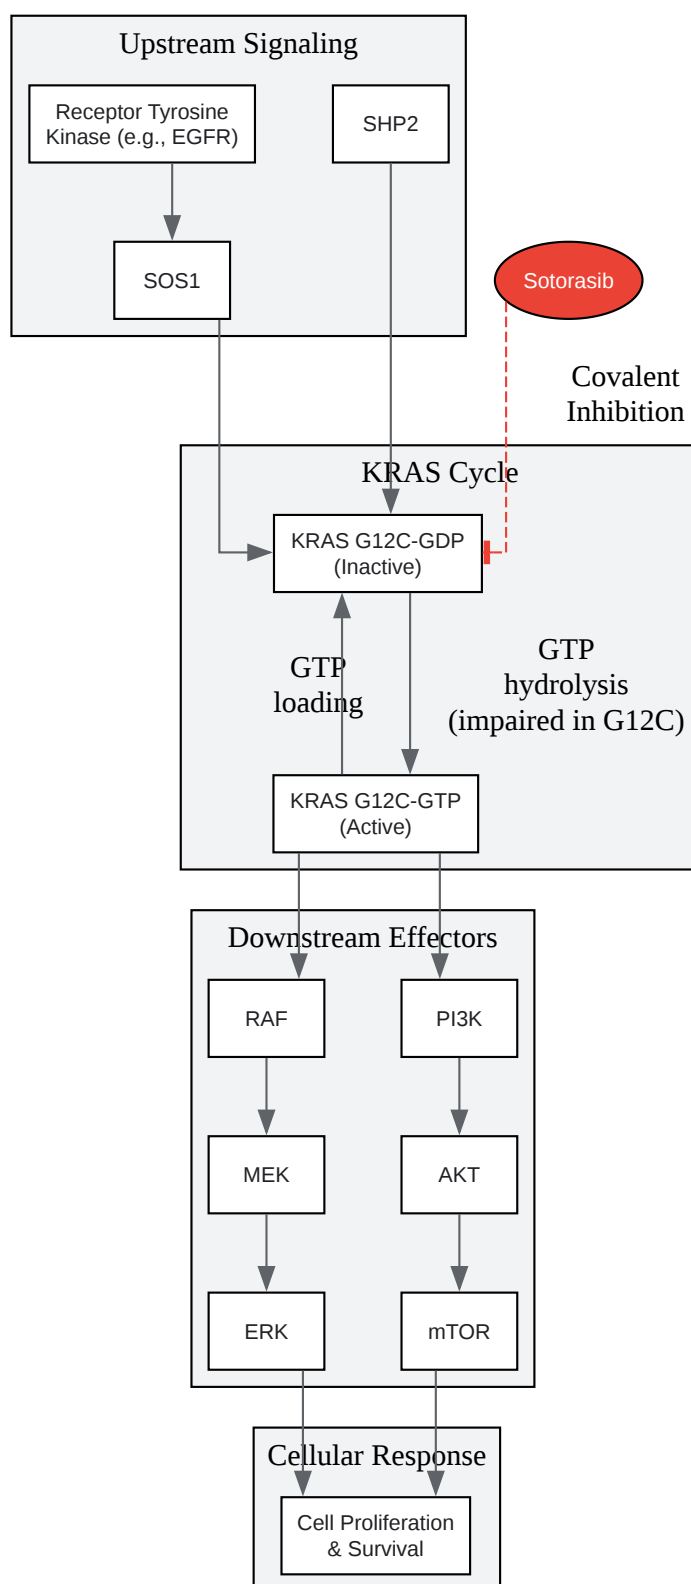 Upstream Signaling
Receptor Tyrosine
Kinase (e.g., EGFR)
SHP2
SOS1
Sotorasib
Covalent
Inhibition
KRAS Cycle
KRAS G12C-GDP
(Inactive)
GTP
loading
GTP
hydrolysis
(impaired in G12C)
KRAS G12C-GTP
(Active)
Downstream Effectors
RAF
PI3K
MEK
AKT
ERK
mTOR
Cellular Response
Cell Proliferation
& Survival